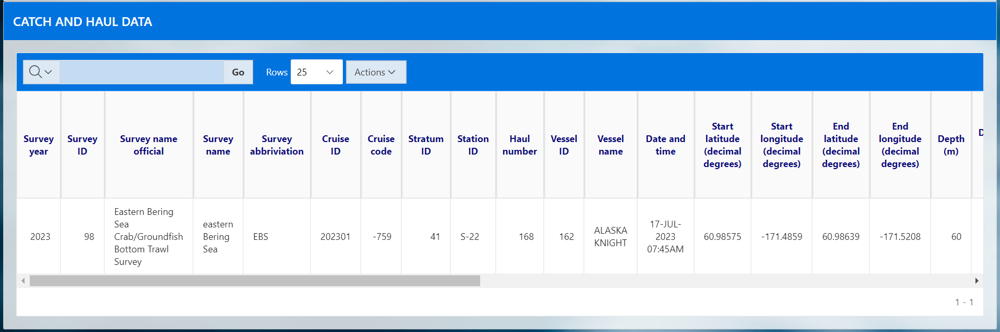 CATCH AND HAUL DATA
Go Rows 25 Actions
Survey year
Survey ID
Survey name official
Survey name
Survey abbriviation
Cruise ID
Cruise code
Stratum ID
Station ID
Haul number
Vessel ID
Vessel name
Date and time
Start latitude (decimal degrees)
Start longitude (decimal degrees)
End latitude (decimal degrees)
End longitude (decimal degrees)
Depth (m)
D
2023
98
Eastern Bering
Sea
Crab/Groundfish
Bottom Trawl
Survey
eastern
Bering
Sea
EBS
202301
-759
41
S-22
168
162
ALASKA
KNIGHT
17-JUL-
2023
07:45AM
60.98575
-171.4859
60.98639
-171.5208
60
1 - 1